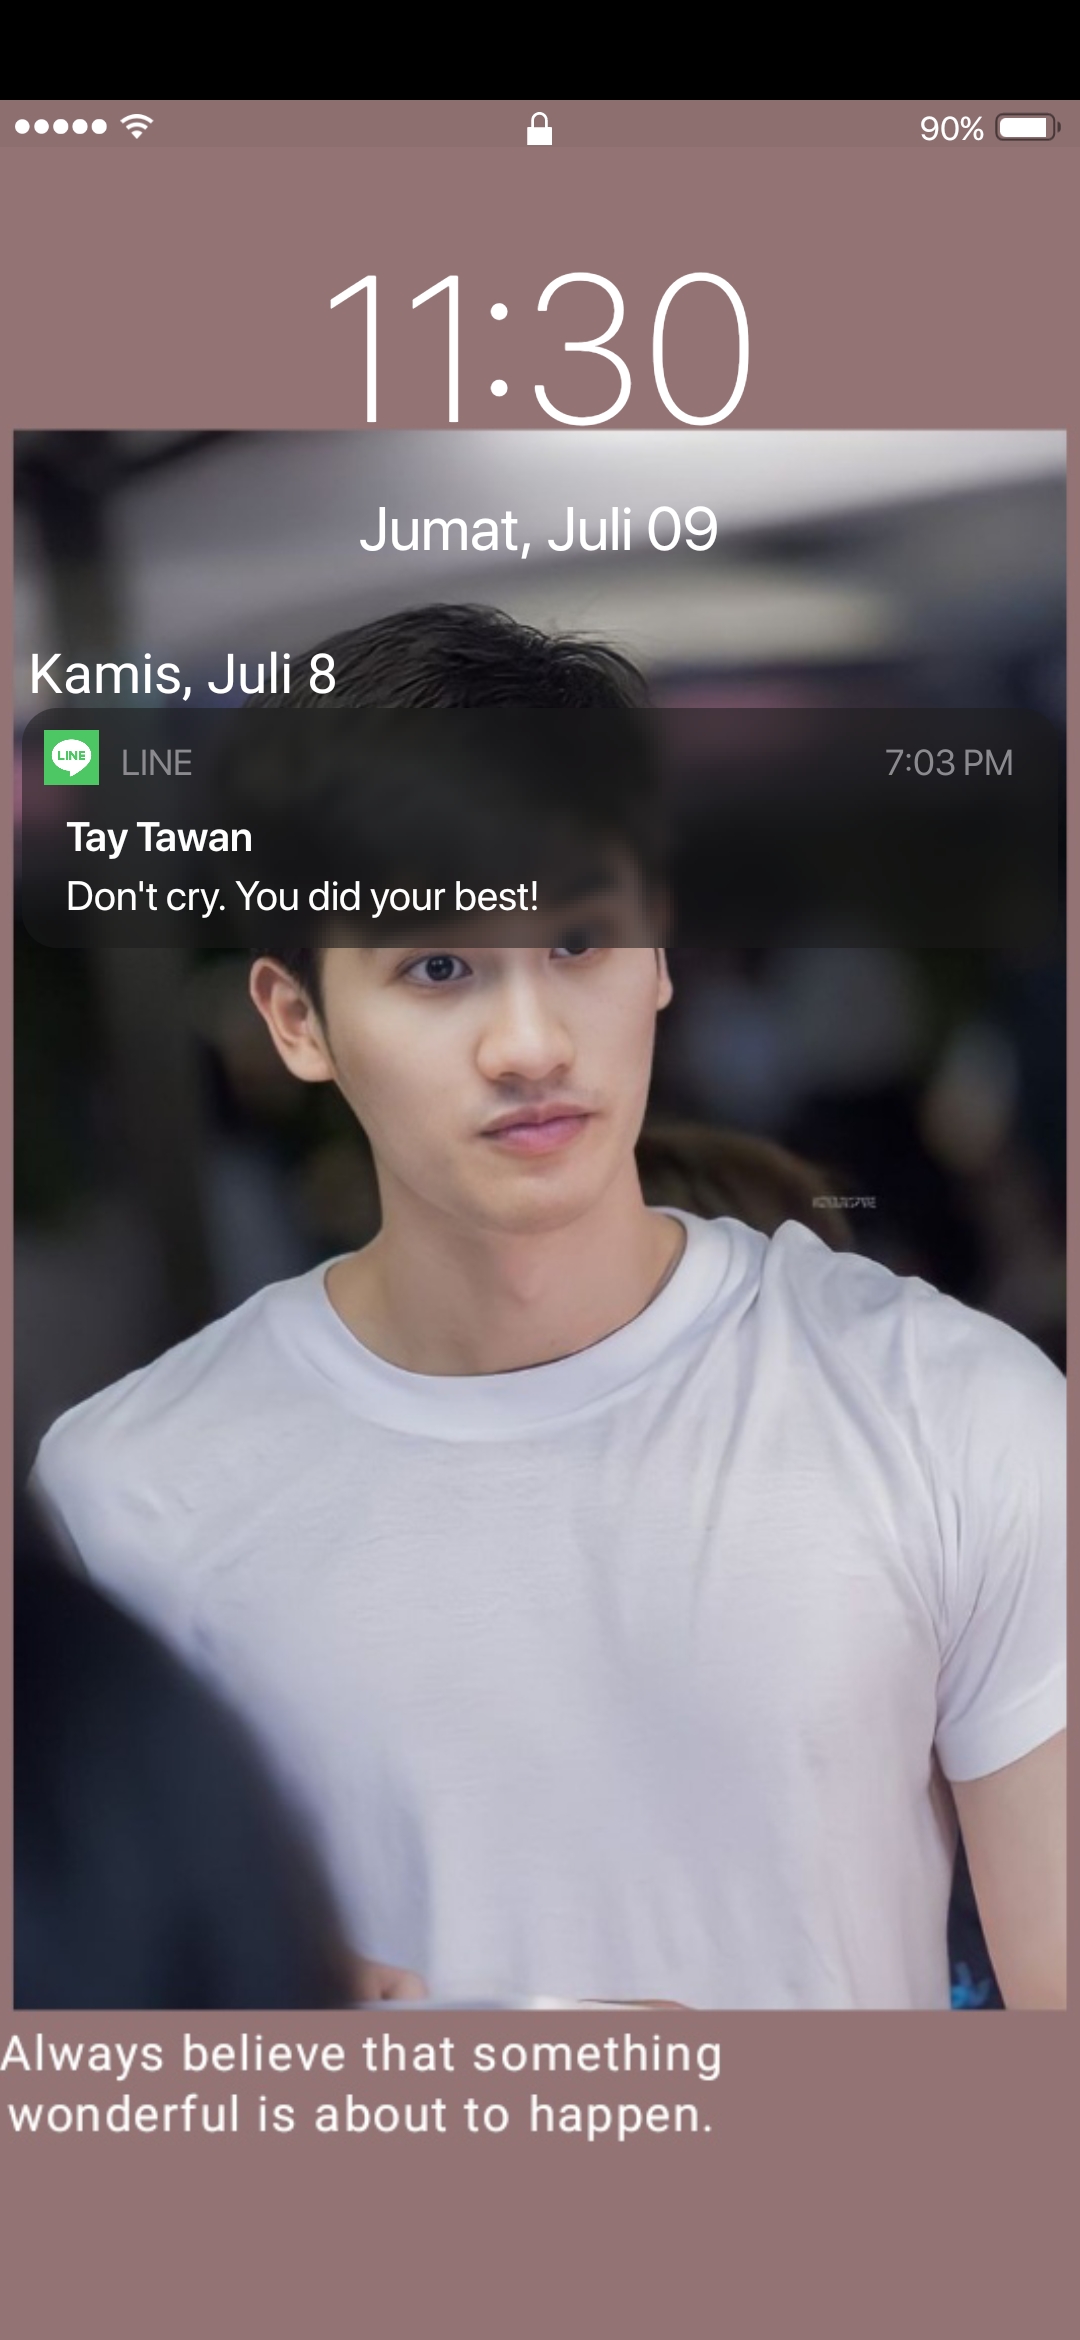 90%
11:30
Jumat, Juli 09
Kamis, Juli 8
LINE LINE 7:03 PM
Tay Tawan
Don't cry. You did your best!
Always believe that something
wonderful is about to happen.